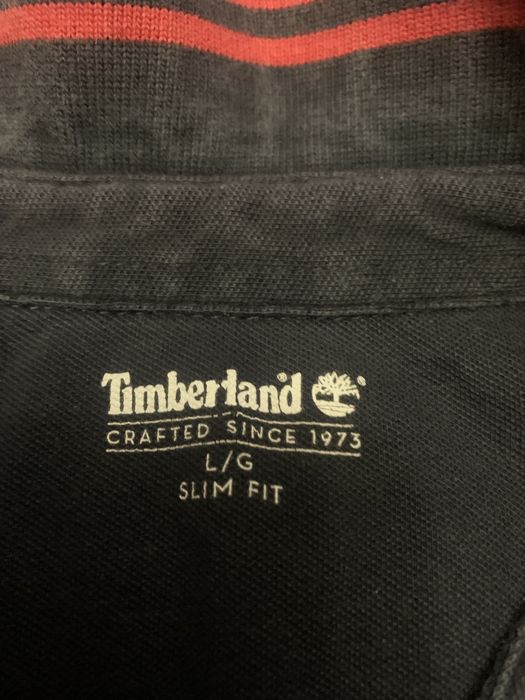 Timberland®
CRAFTED SINCE 1973
L/G
SLIM FIT